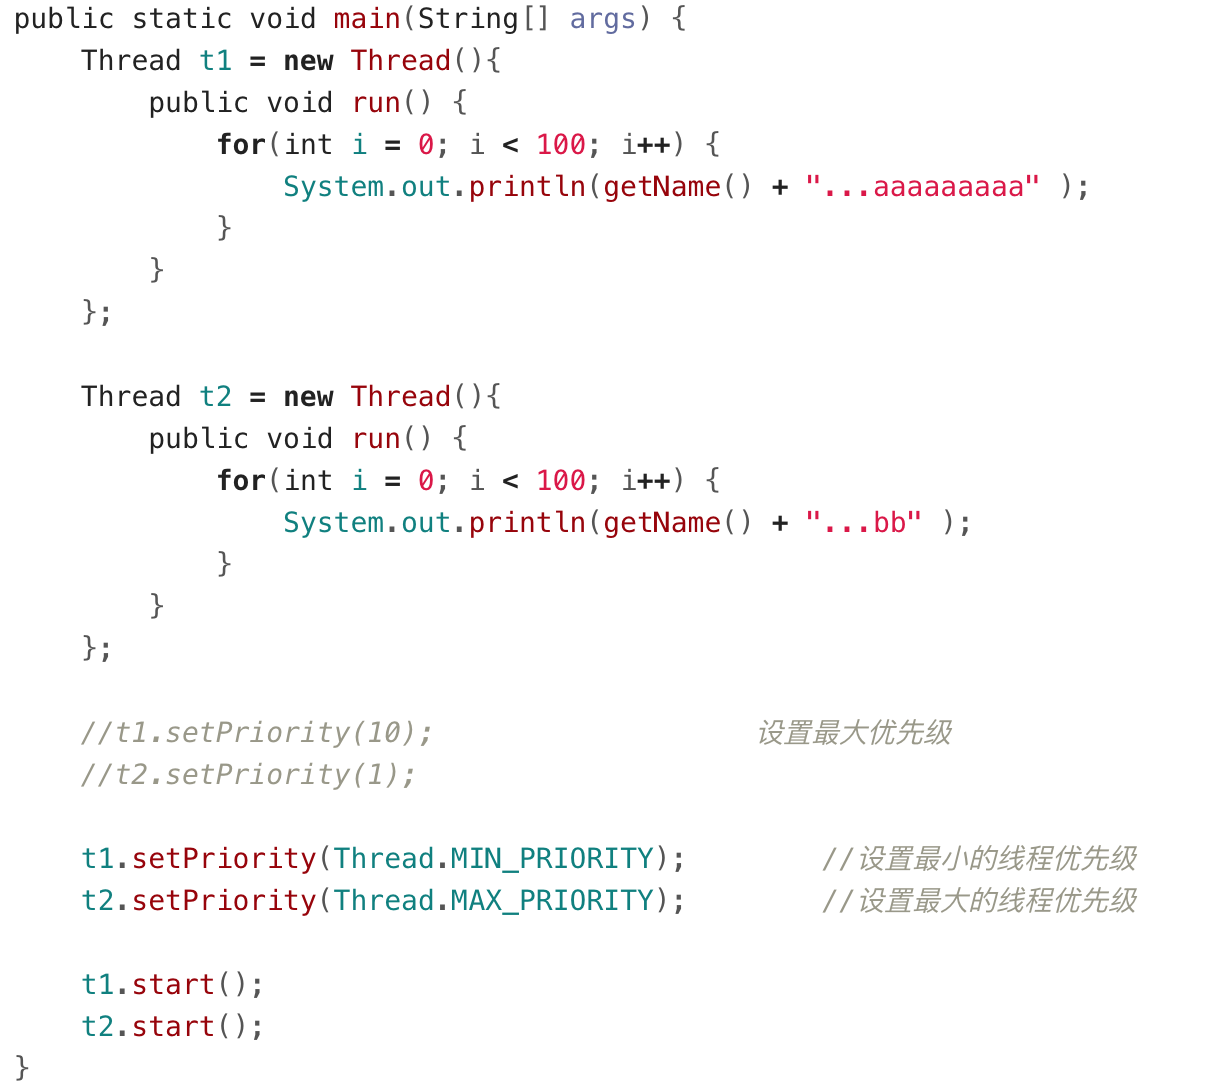 public static void main(String[] args) {
    Thread t1 = new Thread(){
        public void run() {
            for(int i = 0; i < 100; i++) {
                System.out.println(getName() + "...aaaaaaaaa" );
            }
        }
    };

    Thread t2 = new Thread(){
        public void run() {
            for(int i = 0; i < 100; i++) {
                System.out.println(getName() + "...bb" );
            }
        }
    };

    //t1.setPriority(10);                   设置最大优先级
    //t2.setPriority(1);

    t1.setPriority(Thread.MIN_PRIORITY);        //设置最小的线程优先级
    t2.setPriority(Thread.MAX_PRIORITY);        //设置最大的线程优先级

    t1.start();
    t2.start();
}